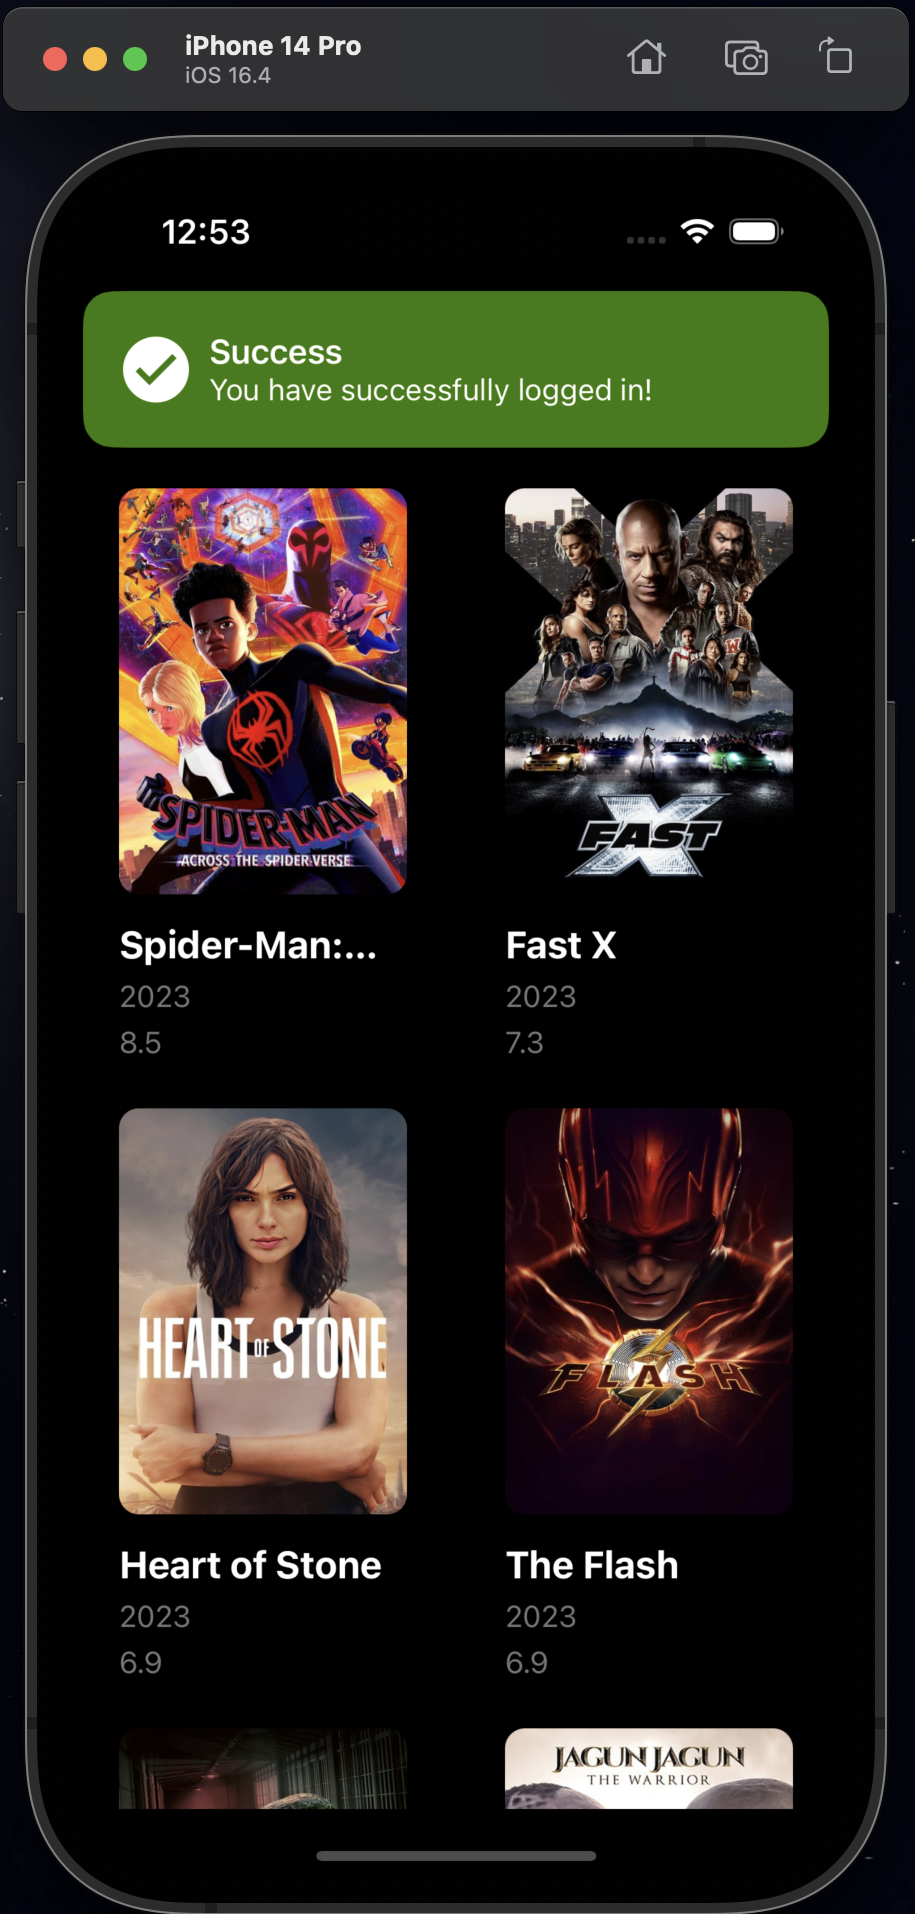 iPhone 14 Pro
iOS 16.4
12:53
Success
You have successfully logged in!
SPIDER-MAN
ACROSS THE SPIDER-VERSE
FAST X
Spider-Man:...
Fast X
2023
2023
8.5
7.3
HEART OF STONE
FLASH
Heart of Stone
The Flash
2023
2023
6.9
6.9
JAGUN JAGUN
THE WARRIOR